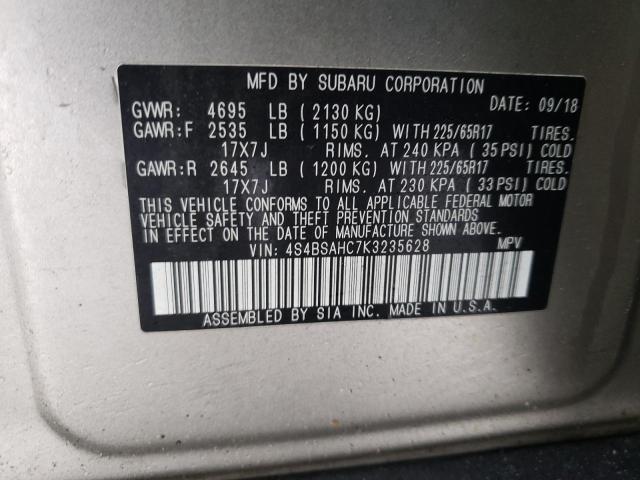 MFD BY SUBARU CORPORATION
DATE: 09/18
GVWR: 4695 LB (2130 KG)
GAWR:F 2535 LB (1150 KG) WITH 225/65R17 TIRES.
17X7J RIMS. AT 240 KPA (35 PSI) COLD
GAWR:R 2645 LB (1200 KG) WITH 225/65R17 TIRES.
17X7J RIMS. AT 230 KPA (33 PSI) COLD
THIS VEHICLE CONFORMS TO ALL APPLICABLE FEDERAL MOTOR
VEHICLE SAFETY AND THEFT PREVENTION STANDARDS
IN EFFECT ON THE DATE OF MANUFACTURE SHOWN ABOVE.
VIN: 4S4BSAHC7K3235628 MPV
ASSEMBLED BY SIA INC. MADE IN U.S.A.